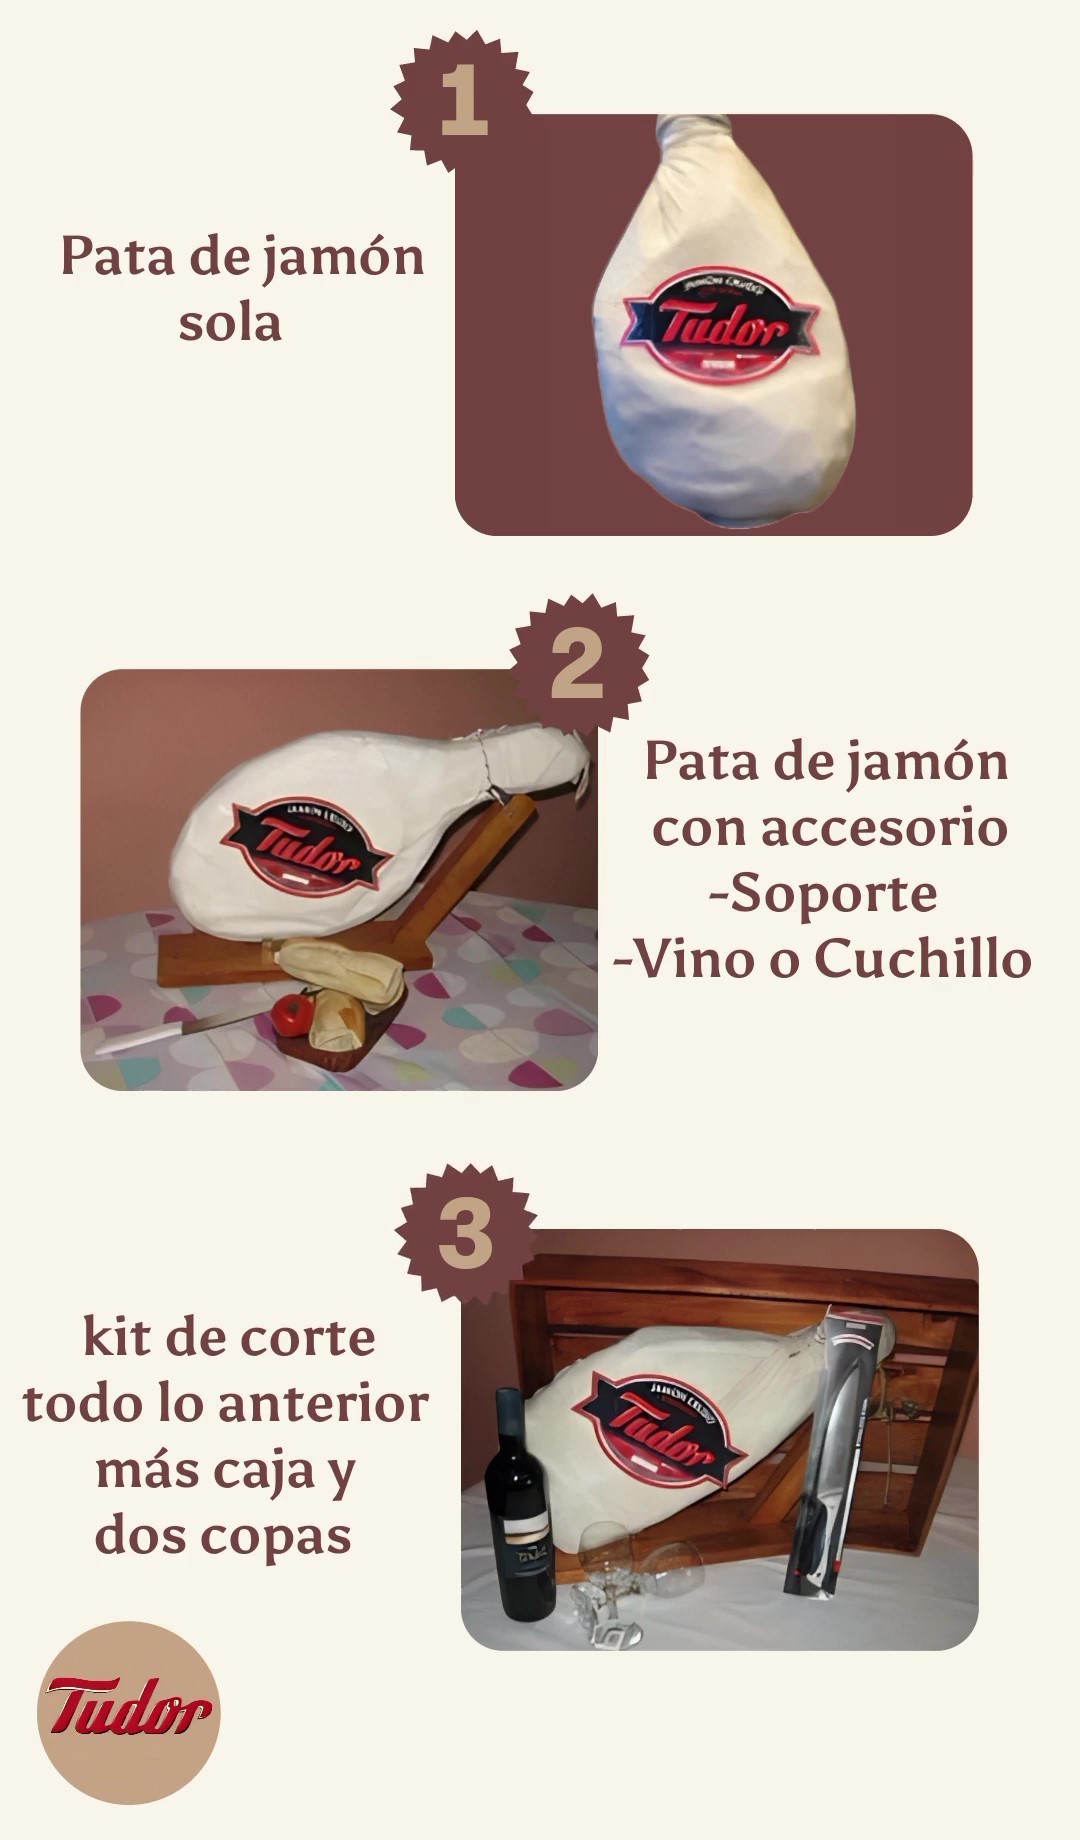 1
Pata de jamón
sola
Tudor
2
Pata de jamón
con accesorio
-Soporte
-Vino o Cuchillo
Tudor
3
kit de corte
todo lo anterior
más caja y
dos copas
Tudor
Tudor